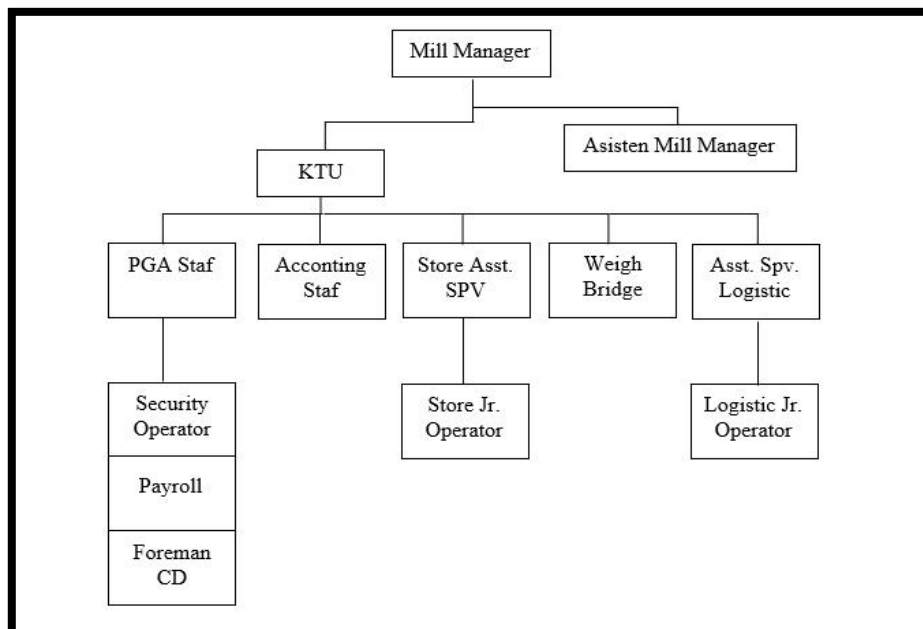 Mill Manager
Asisten Mill Manager
KTU
PGA Staf
Acconting
Staf
Store Asst.
SPV
Weigh
Bridge
Asst. Spv.
Logistic
Security
Operator
Payroll
Foreman
CD
Store Jr.
Operator
Logistic Jr.
Operator